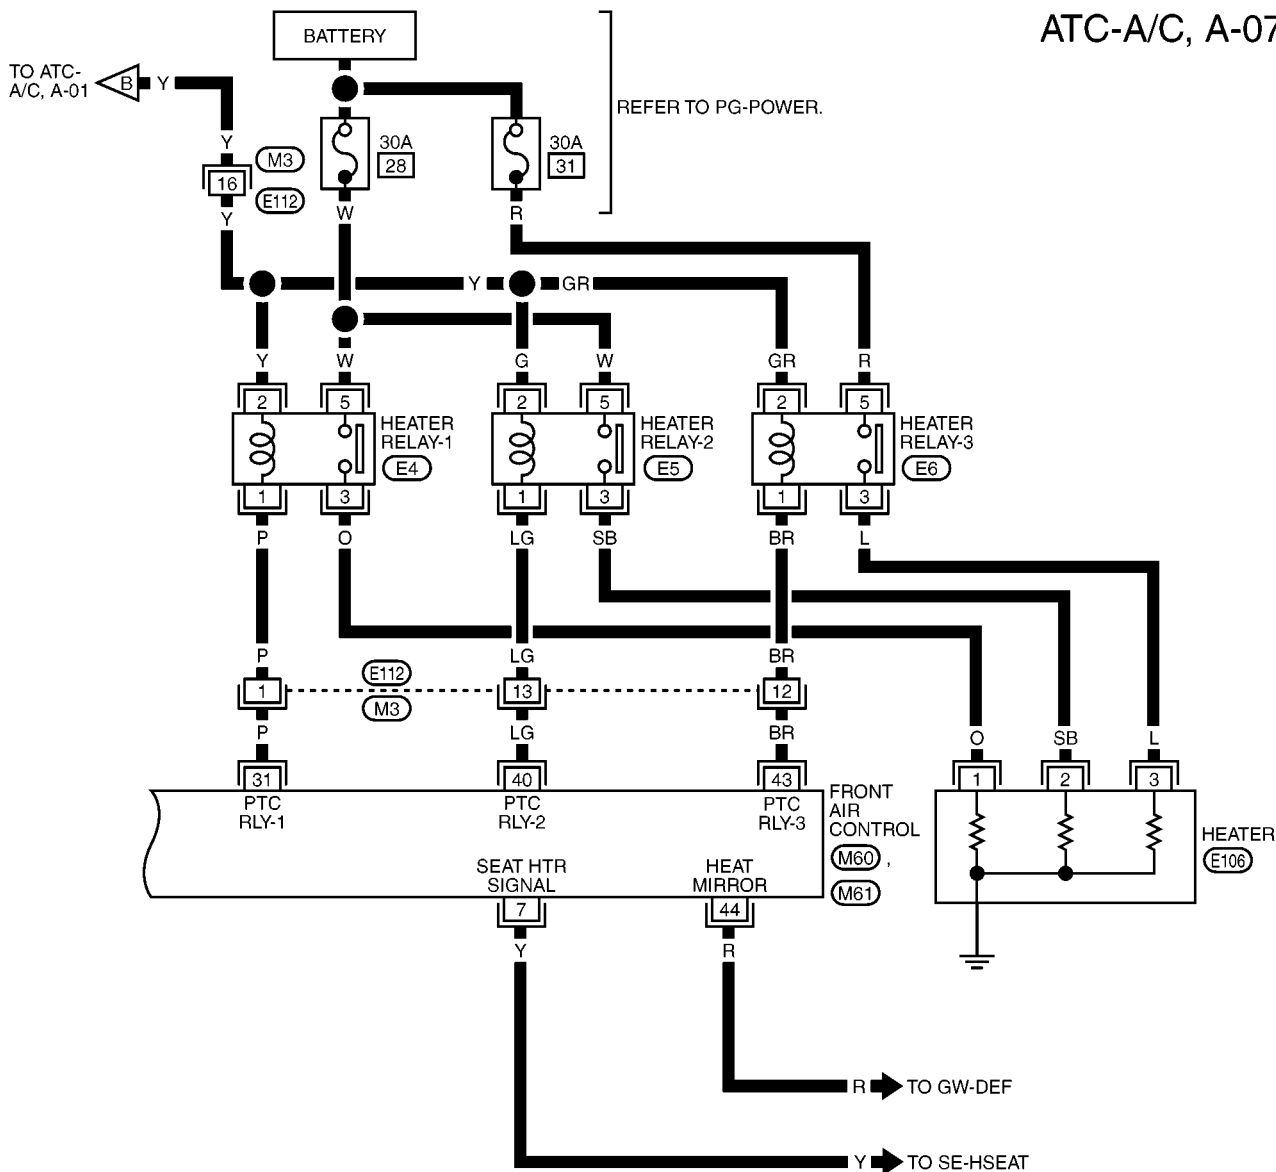 ATC-A/C, A-07
BATTERY
TO ATC-
A/C, A-01
B
Y
REFER TO PG-POWER.
30A
28
30A
31
Y
M3
16
E112
Y
W
R
Y
GR
Y
W
G
W
GR
R
2
5
2
5
2
5
HEATER
RELAY-1
E4
HEATER
RELAY-2
E5
HEATER
RELAY-3
E6
1
3
1
3
1
3
P
O
LG
SB
BR
L
P
LG
BR
E112
1
13
12
M3
P
LG
BR
O
SB
L
31
40
43
1
2
3
PTC
RLY-1
PTC
RLY-2
PTC
RLY-3
FRONT
AIR
CONTROL
M60 ,
M61
HEATER
E106
SEAT HTR
SIGNAL
HEAT
MIRROR
7
44
Y
R
R
TO GW-DEF
Y
TO SE-HSEAT